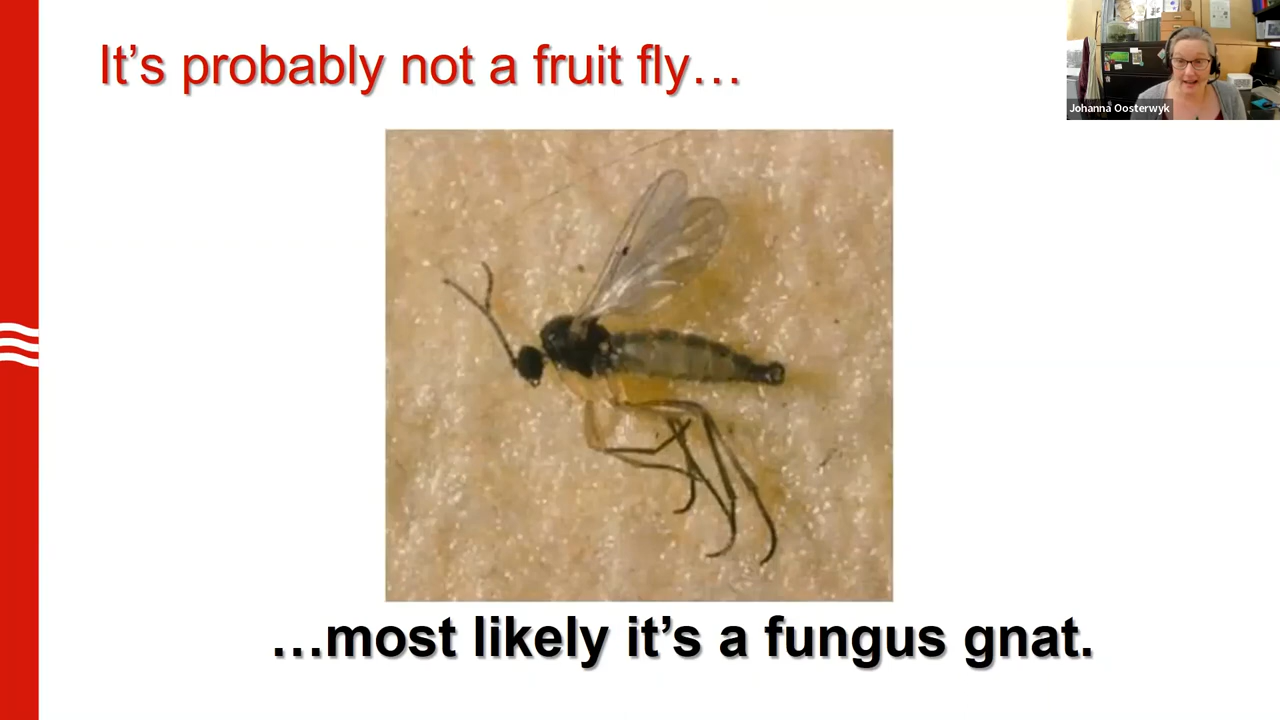 It’s probably not a fruit fly…
Johanna Oosterwyk
…most likely it’s a fungus gnat.